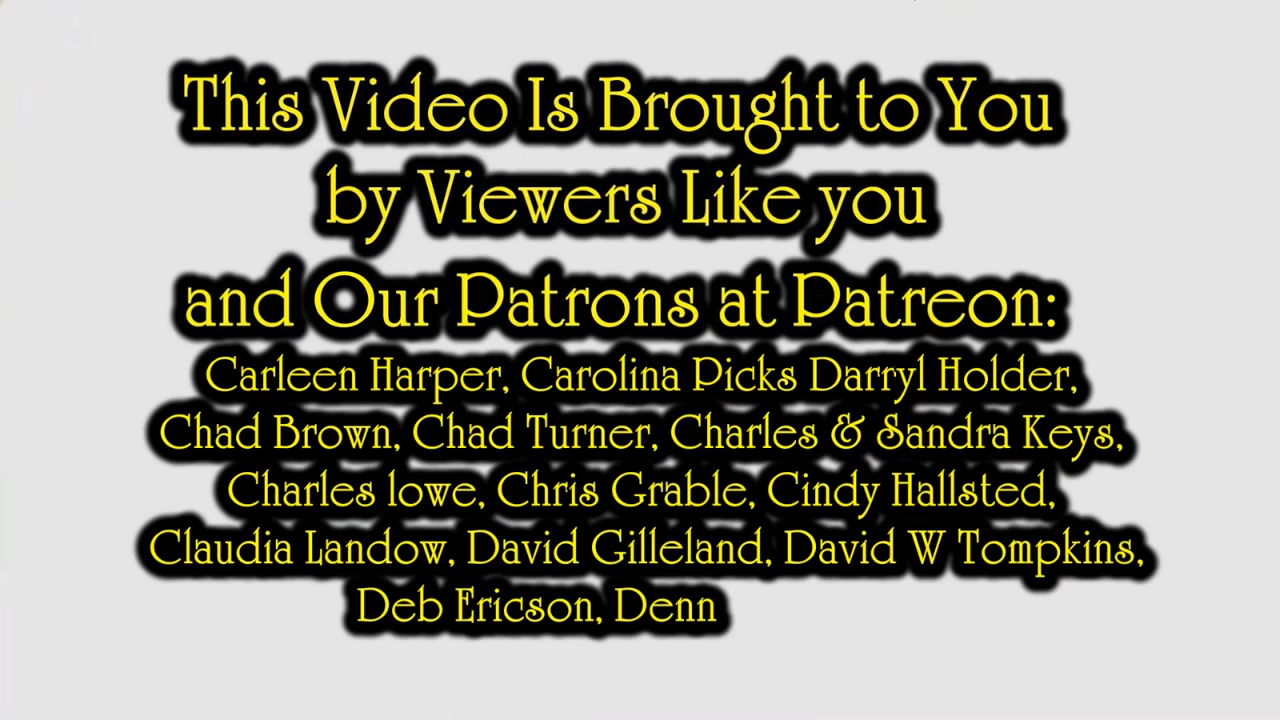 This Video Is Brought to You
by Viewers Like you
and Our Patrons at Patreon:
Carleen Harper, Carolina Picks Darryl Holder,
Chad Brown, Chad Turner, Charles & Sandra Keys,
Charles lowe, Chris Grable, Cindy Hallsted,
Claudia Landow, David Gilleland, David W Tompkins,
Deb Ericson, Denn